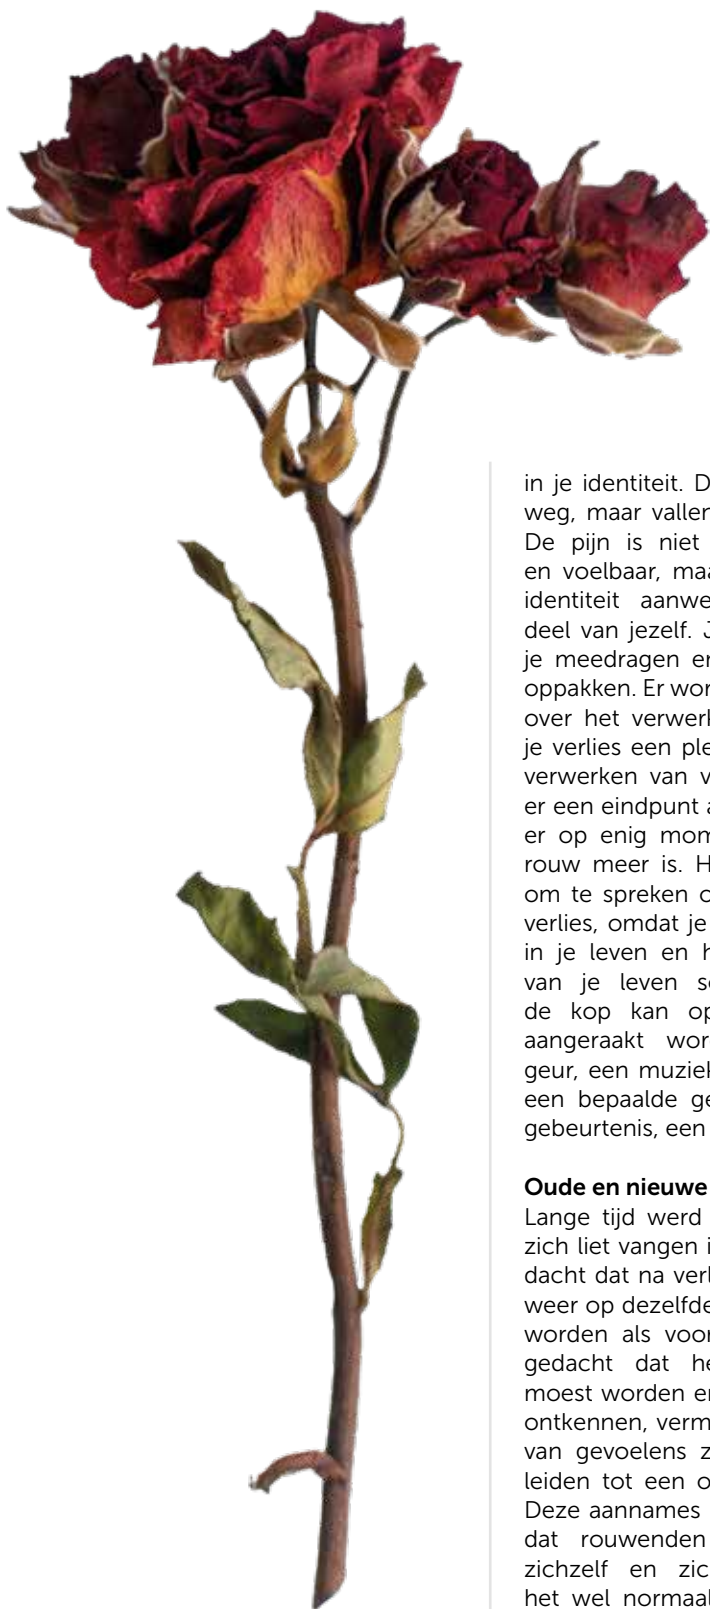 in je identiteit. D
weg, maar vallen
De pijn is niet
en voelbaar, maa
identiteit aanwe
deel van jezelf. J
je meedragen en
oppakken. Er wor
over het verwerk
je verlies een ple
verwerken van v
er een eindpunt a
er op enig mom
rouw meer is. H
om te spreken o
verlies, omdat je
in je leven en h
van je leven so
de kop kan op
aangeraakt wor
geur, een muziek
een bepaalde ge
gebeurtenis, een
Oude en nieuwe
Lange tijd werd
zich liet vangen i
dacht dat na verl
weer op dezelfde
worden als voor
gedacht dat he
moest worden en
ontkennen, verm
van gevoelens z
leiden tot een o
Deze aannames
dat rouwenden
zichzelf en zic
het wel normaal